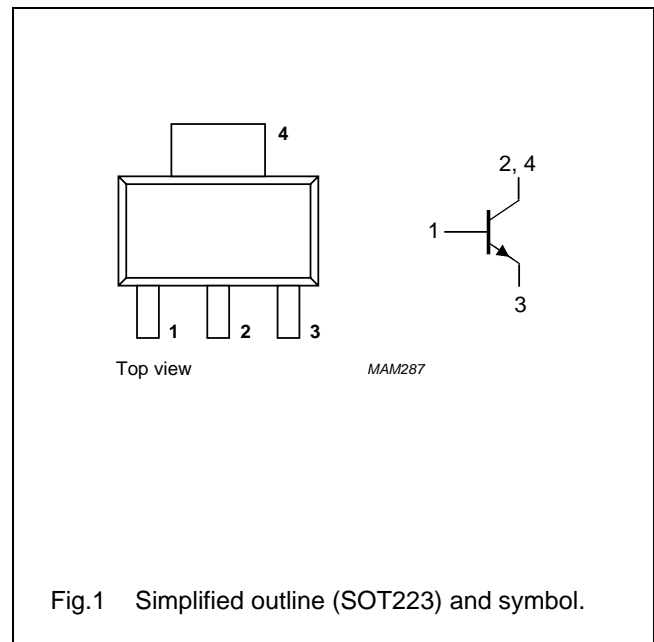 4
2, 4
1
3
1 2 3
Top view
MAM287
Fig.1 Simplified outline (SOT223) and symbol.